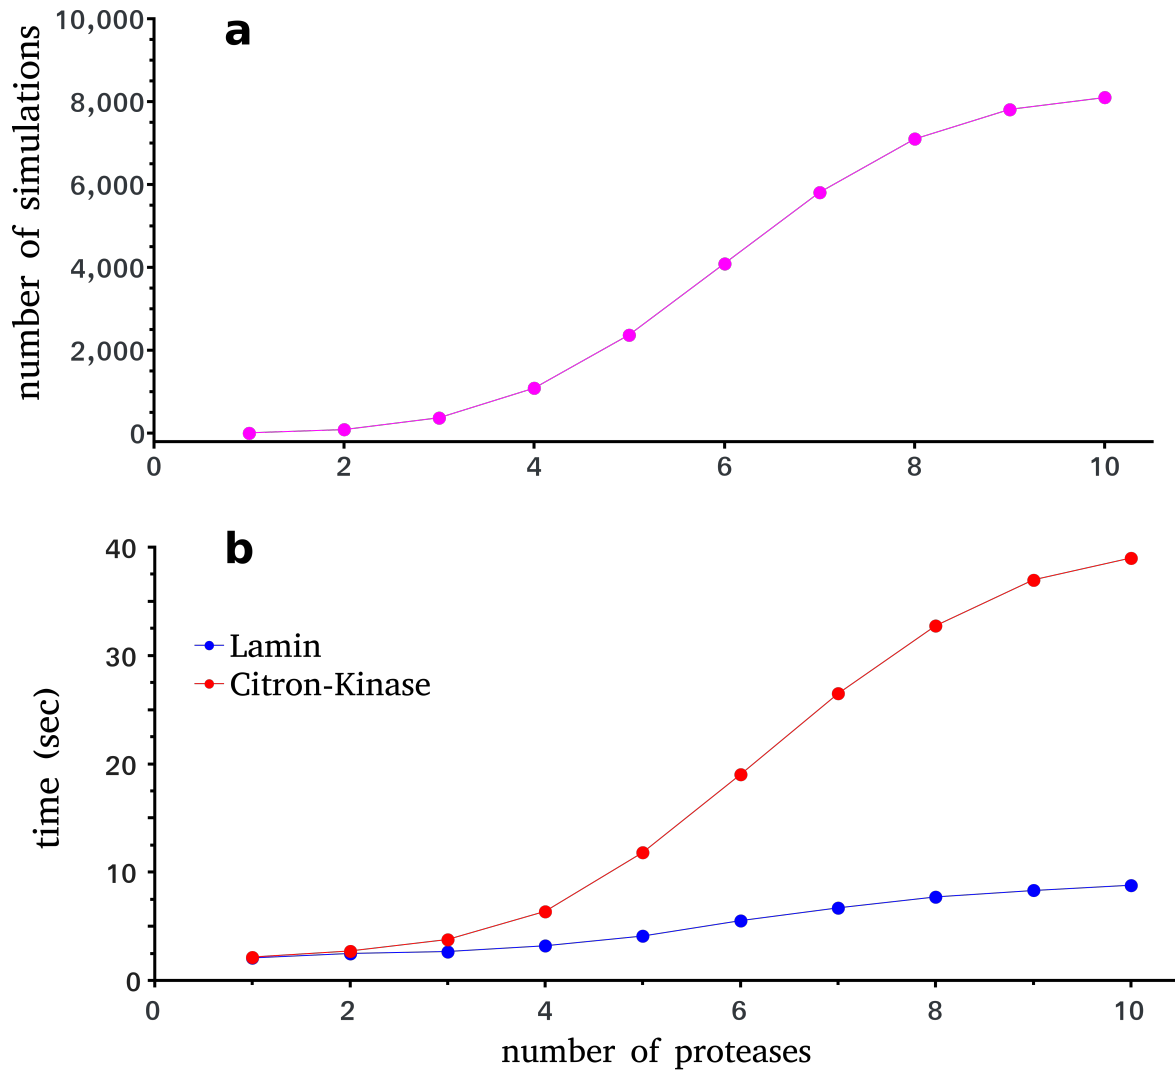 a
number of simulations
10,000
8,000
6,000
4,000
2,000
0
0 2 4 6 8 10
b
time (sec)
40
30
20
10
0
Lamin
Citron-Kinase
0 2 4 6 8 10
number of proteases